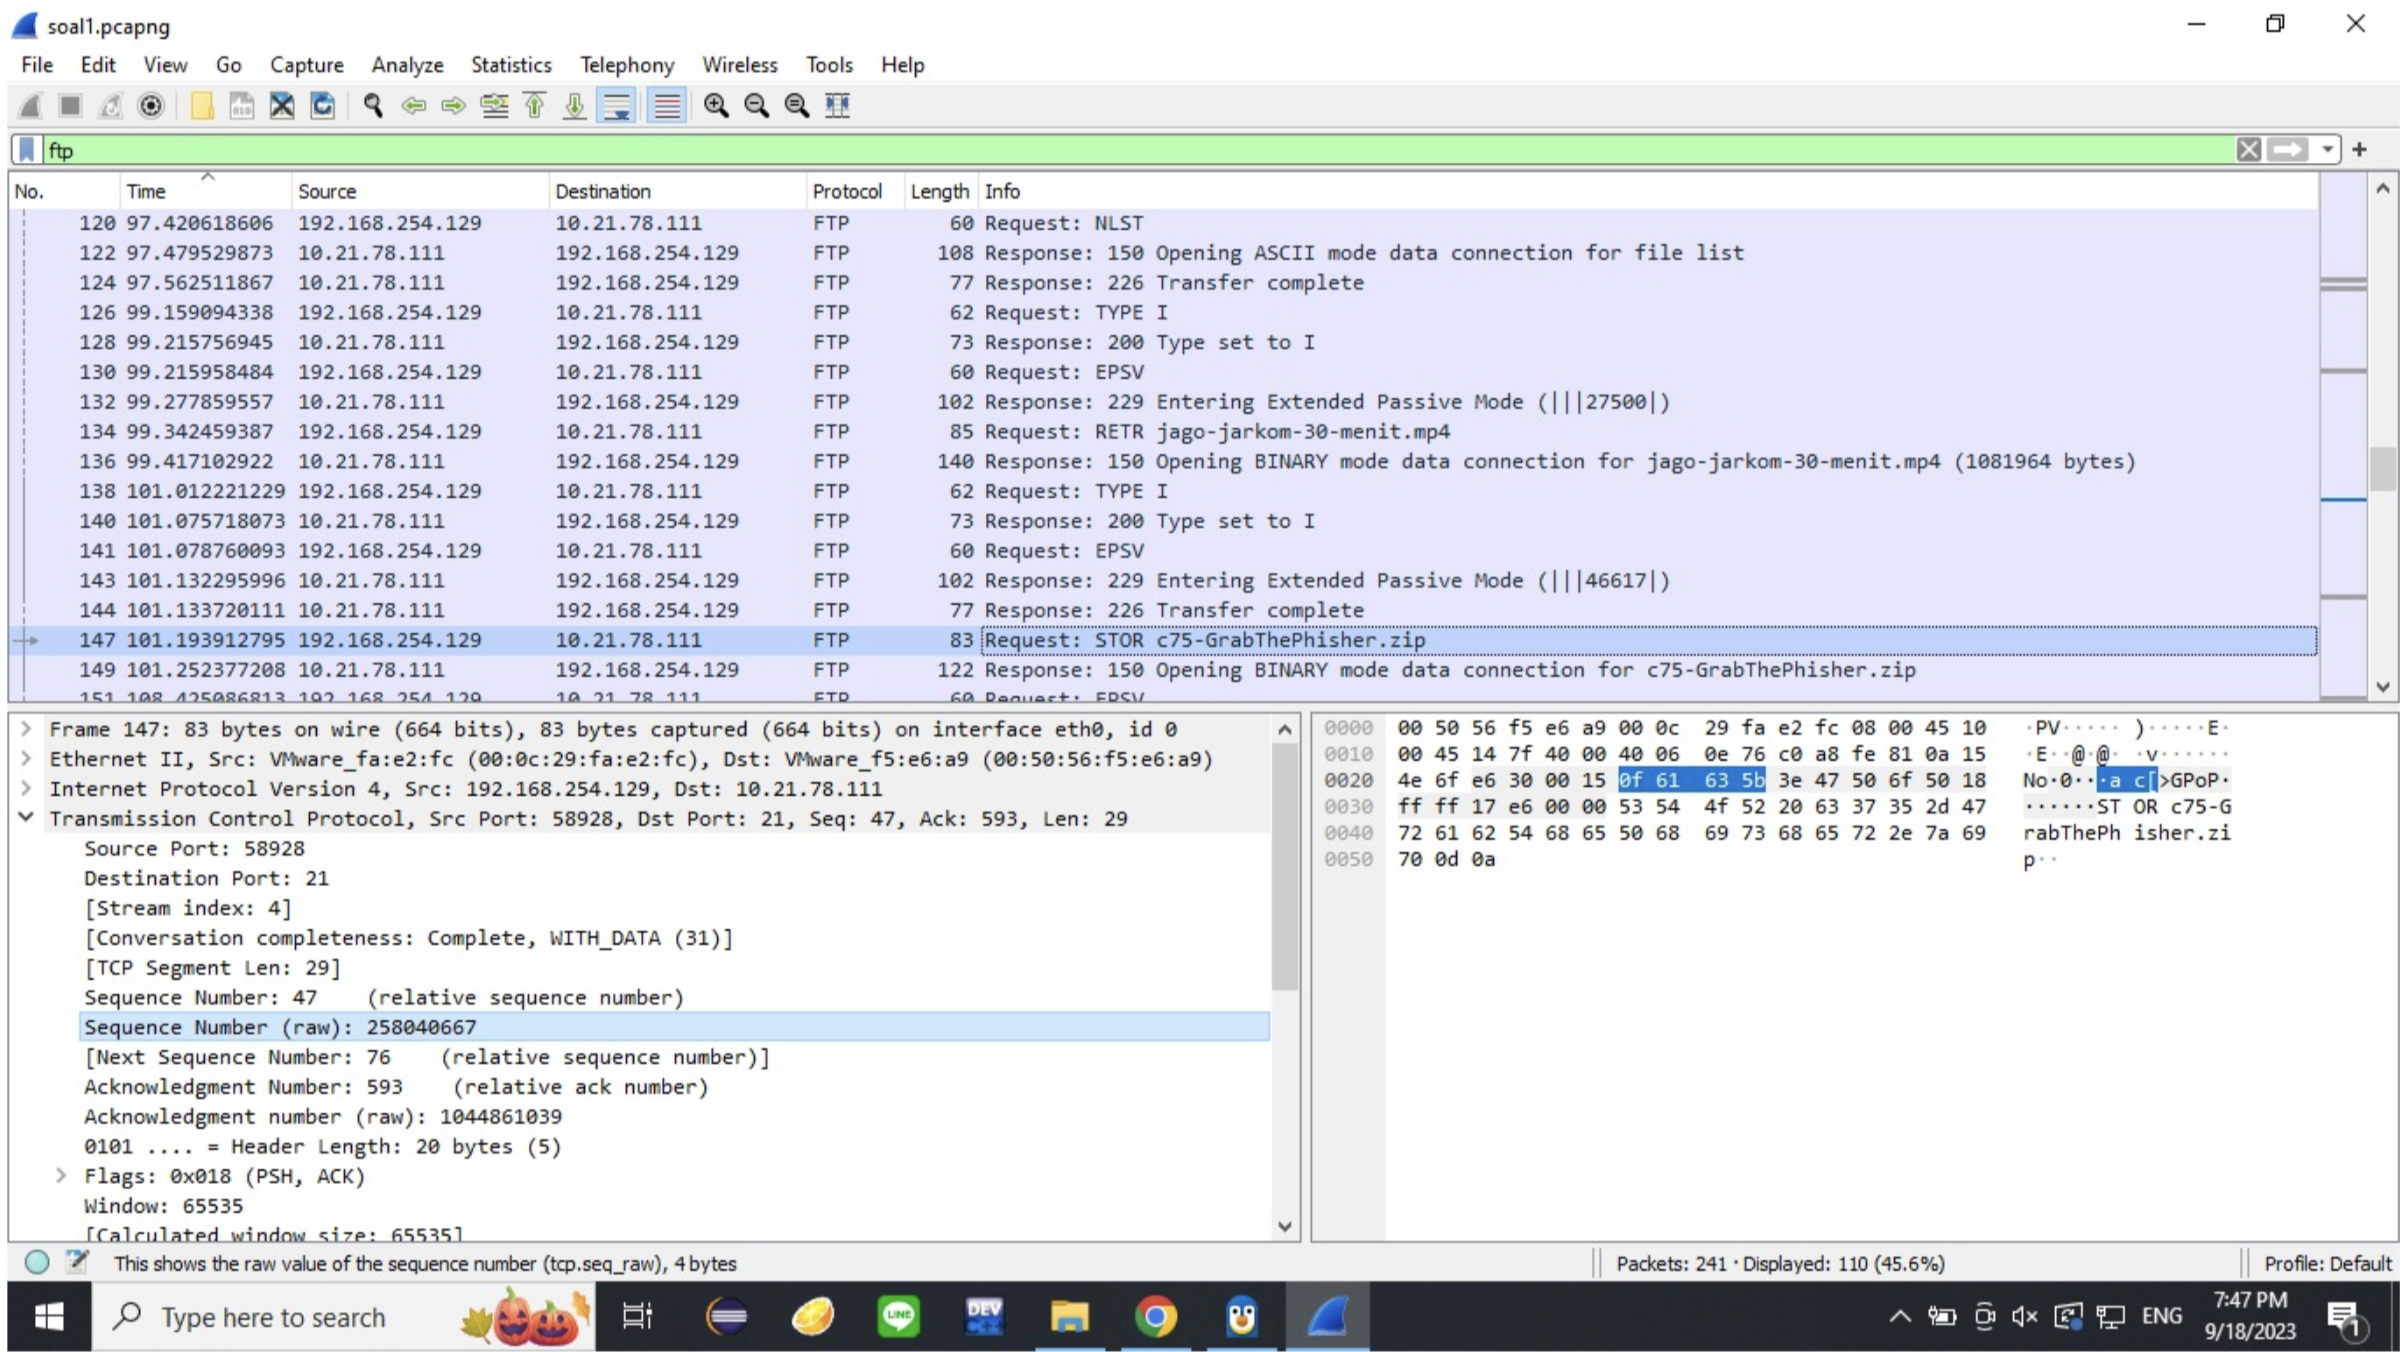 soal1.pcapng
File Edit View Go Capture Analyze Statistics Telephony Wireless Tools Help
ftp
No. Time Source Destination Protocol Length Info
120 97.420618606 192.168.254.129 10.21.78.111 FTP 60 Request: NLST
122 97.479529873 10.21.78.111 192.168.254.129 FTP 108 Response: 150 Opening ASCII mode data connection for file list
124 97.562511867 10.21.78.111 192.168.254.129 FTP 77 Response: 226 Transfer complete
126 99.159094338 192.168.254.129 10.21.78.111 FTP 62 Request: TYPE I
128 99.215756945 10.21.78.111 192.168.254.129 FTP 73 Response: 200 Type set to I
130 99.215958484 192.168.254.129 10.21.78.111 FTP 60 Request: EPSV
132 99.277859557 10.21.78.111 192.168.254.129 FTP 102 Response: 229 Entering Extended Passive Mode (|||27500|)
134 99.342459387 192.168.254.129 10.21.78.111 FTP 85 Request: RETR jago-jarkom-30-menit.mp4
136 99.417102922 10.21.78.111 192.168.254.129 FTP 140 Response: 150 Opening BINARY mode data connection for jago-jarkom-30-menit.mp4 (1081964 bytes)
138 101.012221229 192.168.254.129 10.21.78.111 FTP 62 Request: TYPE I
140 101.075718073 10.21.78.111 192.168.254.129 FTP 73 Response: 200 Type set to I
141 101.078760093 192.168.254.129 10.21.78.111 FTP 60 Request: EPSV
143 101.132295996 10.21.78.111 192.168.254.129 FTP 102 Response: 229 Entering Extended Passive Mode (|||46617|)
144 101.133720111 10.21.78.111 192.168.254.129 FTP 77 Response: 226 Transfer complete
147 101.193912795 192.168.254.129 10.21.78.111 FTP 83 Request: STOR c75-GrabThePhisher.zip
149 101.252377208 10.21.78.111 192.168.254.129 FTP 122 Response: 150 Opening BINARY mode data connection for c75-GrabThePhisher.zip
151 108.425086813 192.168.254.129 10.21.78.111 FTP 60 Request: EPSV
Frame 147: 83 bytes on wire (664 bits), 83 bytes captured (664 bits) on interface eth0, id 0
Ethernet II, Src: VMware_fa:e2:fc (00:0c:29:fa:e2:fc), Dst: VMware_f5:e6:a9 (00:50:56:f5:e6:a9)
Internet Protocol Version 4, Src: 192.168.254.129, Dst: 10.21.78.111
Transmission Control Protocol, Src Port: 58928, Dst Port: 21, Seq: 47, Ack: 593, Len: 29
Source Port: 58928
Destination Port: 21
[Stream index: 4]
[Conversation completeness: Complete, WITH_DATA (31)]
[TCP Segment Len: 29]
Sequence Number: 47 (relative sequence number)
Sequence Number (raw): 258040667
[Next Sequence Number: 76 (relative sequence number)]
Acknowledgment Number: 593 (relative ack number)
Acknowledgment number (raw): 1044861039
0101 .... = Header Length: 20 bytes (5)
Flags: 0x018 (PSH, ACK)
Window: 65535
[Calculated window size: 65535]
0000 00 50 56 f5 e6 a9 00 0c 29 fa e2 fc 08 00 45 10 ·PV····· )·····E·
0010 00 45 14 7f 40 00 40 06 0e 76 c0 a8 fe 81 0a 15 ·E··@·@· ·v······
0020 4e 6f e6 30 00 15 0f 61 63 5b 3e 47 50 6f 50 18 No·0···a c[>GPoP·
0030 ff ff 17 e6 00 00 53 54 4f 52 20 63 37 35 2d 47 ······ST OR c75-G
0040 72 61 62 54 68 65 50 68 69 73 68 65 72 2e 7a 69 rabThePh isher.zi
0050 70 0d 0a p··
This shows the raw value of the sequence number (tcp.seq_raw), 4 bytes
Packets: 241 · Displayed: 110 (45.6%)
Profile: Default
Type here to search
LINE
DEV
ENG
7:47 PM
9/18/2023
1